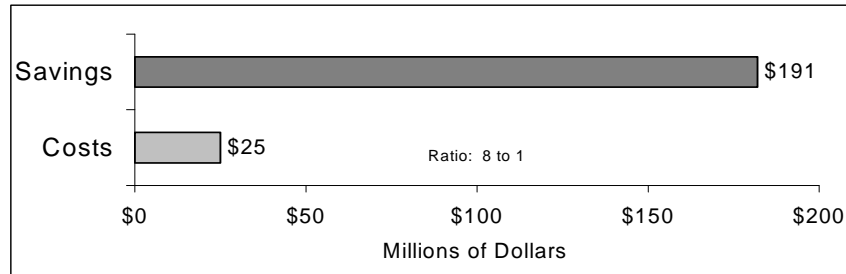 Savings $191
Costs $25
Ratio: 8 to 1
$0 $50 $100 $150 $200
Millions of Dollars